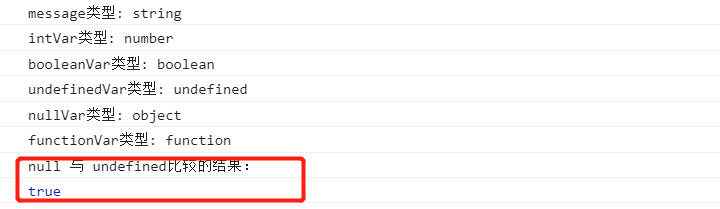 message类型: string
intVar类型: number
booleanVar类型: boolean
undefinedVar类型: undefined
nullVar类型: object
functionVar类型: function
null 与 undefined比较的结果：
true